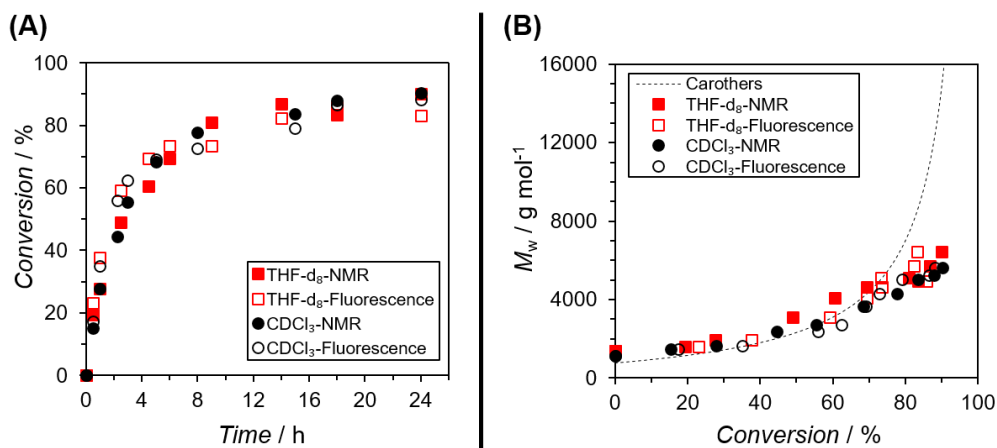 (A)
100
80
60
40
20
0
Conversion / %
0 4 8 12 16 20 24
Time / h
THF-d₈-NMR
THF-d₈-Fluorescence
CDCl₃-NMR
CDCl₃-Fluorescence
(B)
16000
12000
8000
4000
0
Mw / g mol⁻¹
0 20 40 60 80 100
Conversion / %
Carothers
THF-d₈-NMR
THF-d₈-Fluorescence
CDCl₃-NMR
CDCl₃-Fluorescence